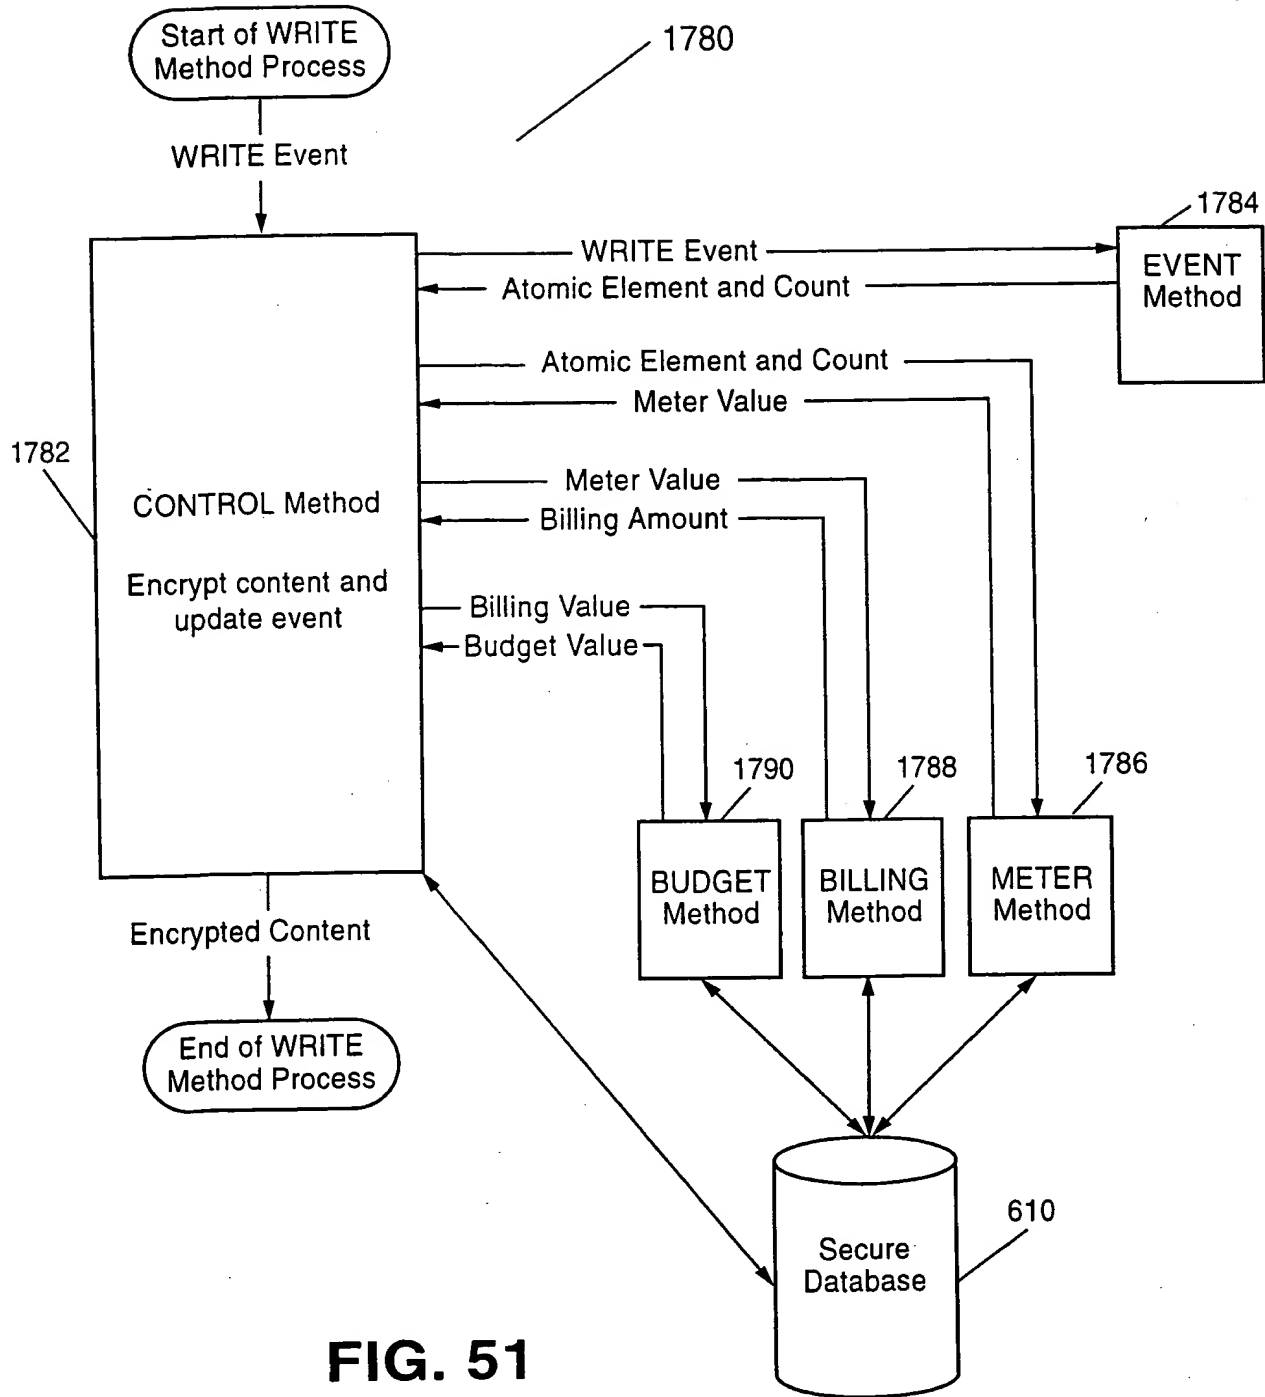 Start of WRITE
Method Process
1780
WRITE Event
1784
WRITE Event
EVENT
Method
Atomic Element and Count
Atomic Element and Count
Meter Value
1782
CONTROL Method
Encrypt content and
update event
Meter Value
Billing Amount
Billing Value
Budget Value
1790
1788
1786
BUDGET
Method
BILLING
Method
METER
Method
Encrypted Content
End of WRITE
Method Process
610
Secure
Database
FIG. 51